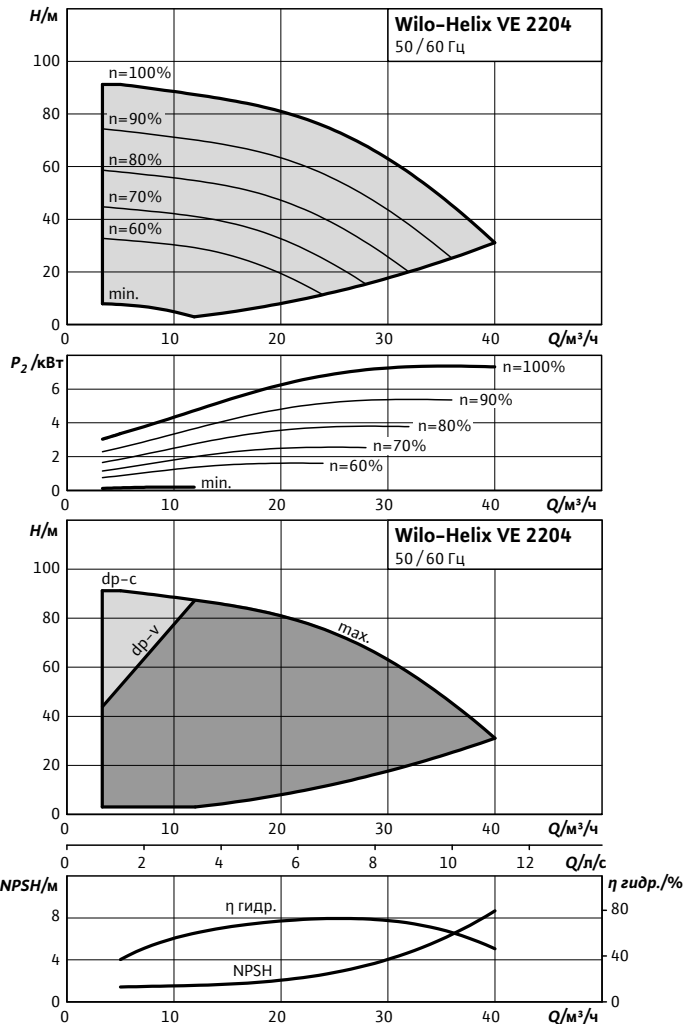 H/м
Wilo-Helix VE 2204
50 / 60 Гц
100
n=100%
80
n=90%
60
n=80%
40
n=70%
n=60%
20
min.
0
0 10 20 30 40 Q/м³/ч
P₂ /кВт
n=100%
6
n=90%
4
n=80%
2
n=70%
n=60%
min.
0
0 10 20 30 40 Q/м³/ч
H/м
Wilo-Helix VE 2204
50 / 60 Гц
100
dp-c
80
dp-v
max.
60
40
20
0
0 10 20 30 40 Q/м³/ч
0 2 4 6 8 10 12 Q/л/с
NPSH/м
η гидр./%
η гидр.
8
80
4
40
NPSH
0
0
0 10 20 30 40 Q/м³/ч